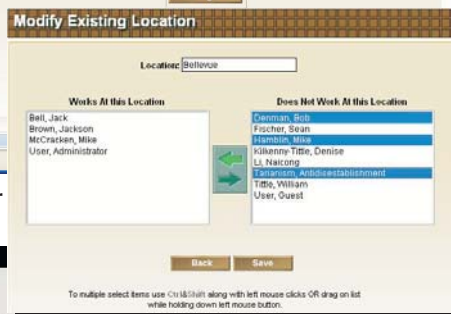 Modify Existing Location
Location: Bellevue
Works At this Location
Bell, Jack
Brown, Jackson
McCracken, Mike
User, Administrator
Does Not Work At this Location
Denman, Bob
Fischer, Sean
Hamblin, Mike
Kilkenny-Tittle, Denise
Li, Naicong
Tarianism, Antidisestablishment
Tittle, William
User, Guest
Back
Save
To multiple select items use Ctrl&Shift along with left mouse clicks OR drag on list
while holding down left mouse button.